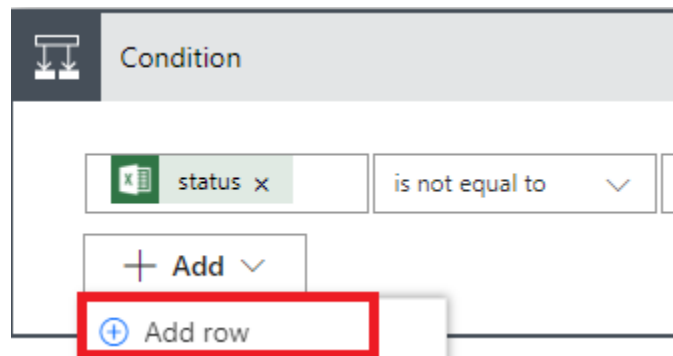 Condition
status × is not equal to
+ Add
Add row